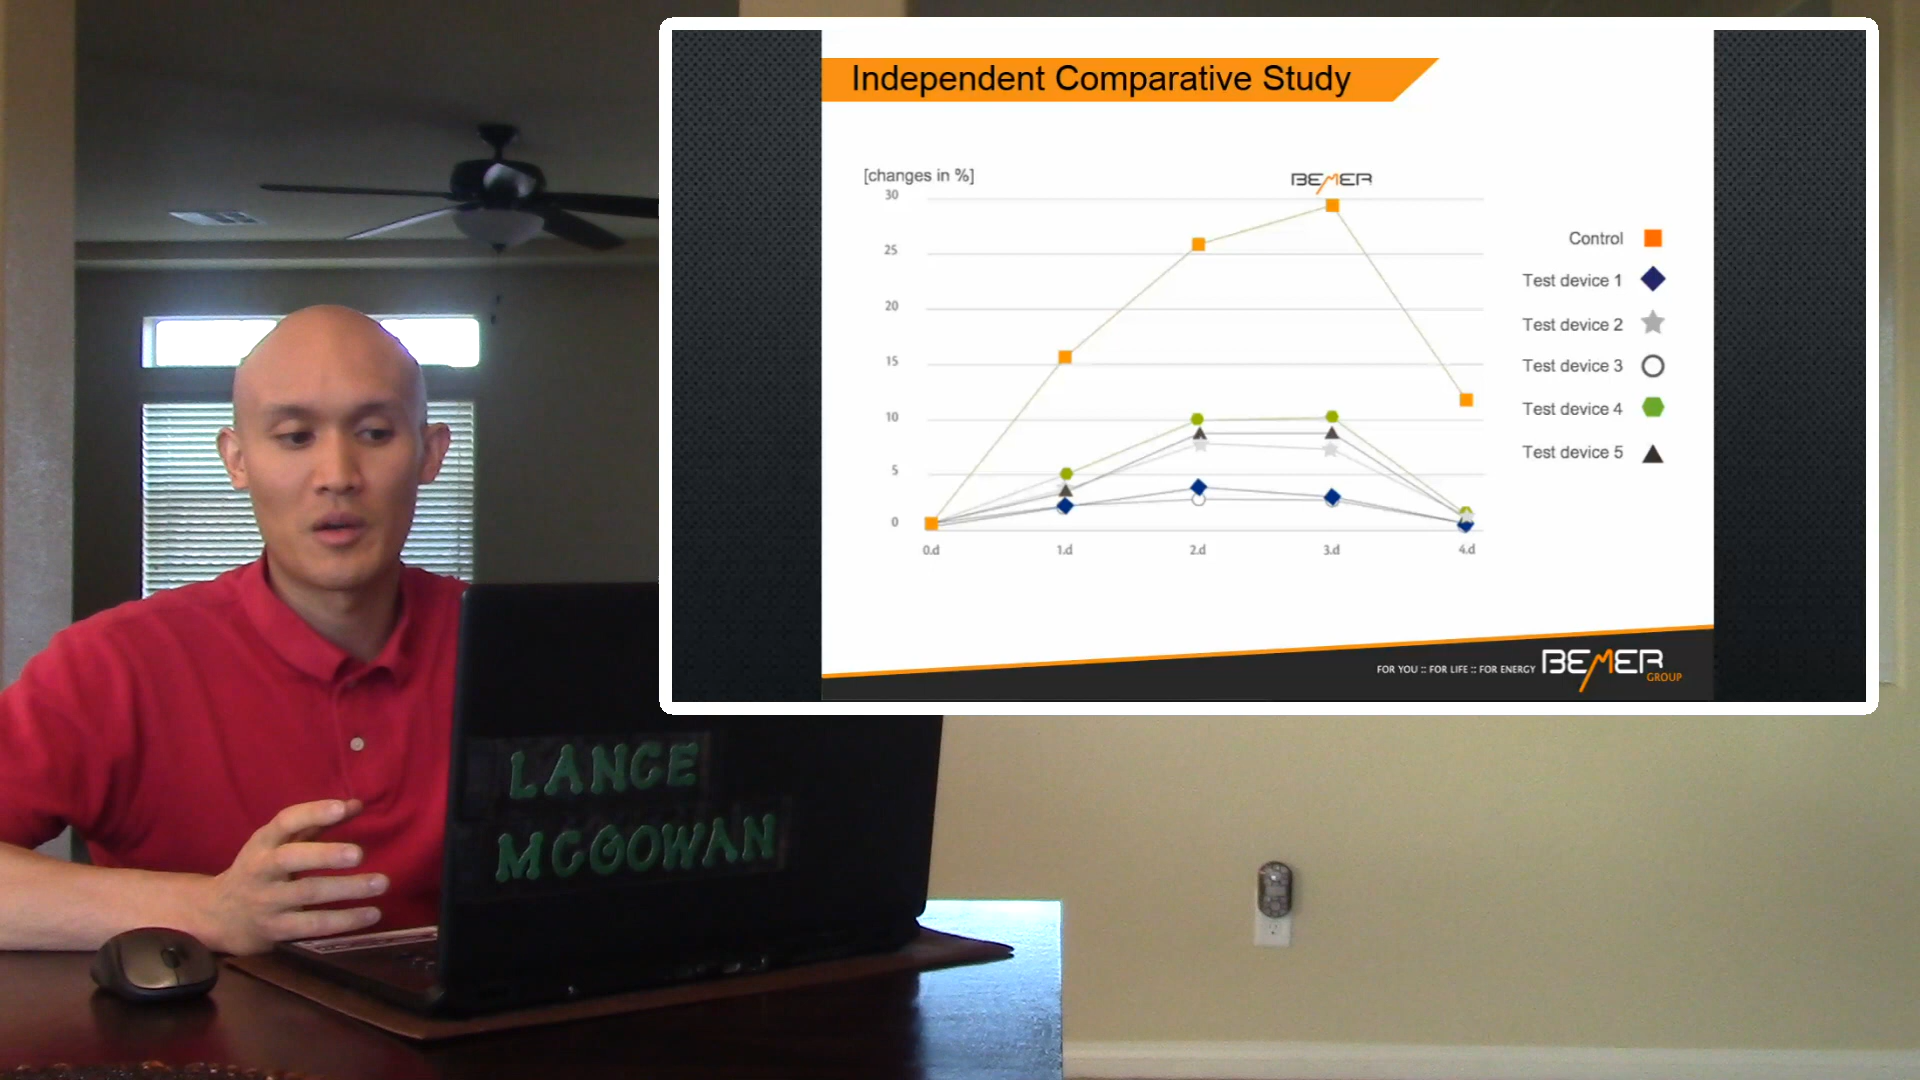 Independent Comparative Study
[changes in %]
BEMER
30
25
20
15
10
5
0
0.d 1.d 2.d 3.d 4.d
Control
Test device 1
Test device 2
Test device 3
Test device 4
Test device 5
FOR YOU :: FOR LIFE :: FOR ENERGY BEMER
GROUP
LANCE
MCGOWAN